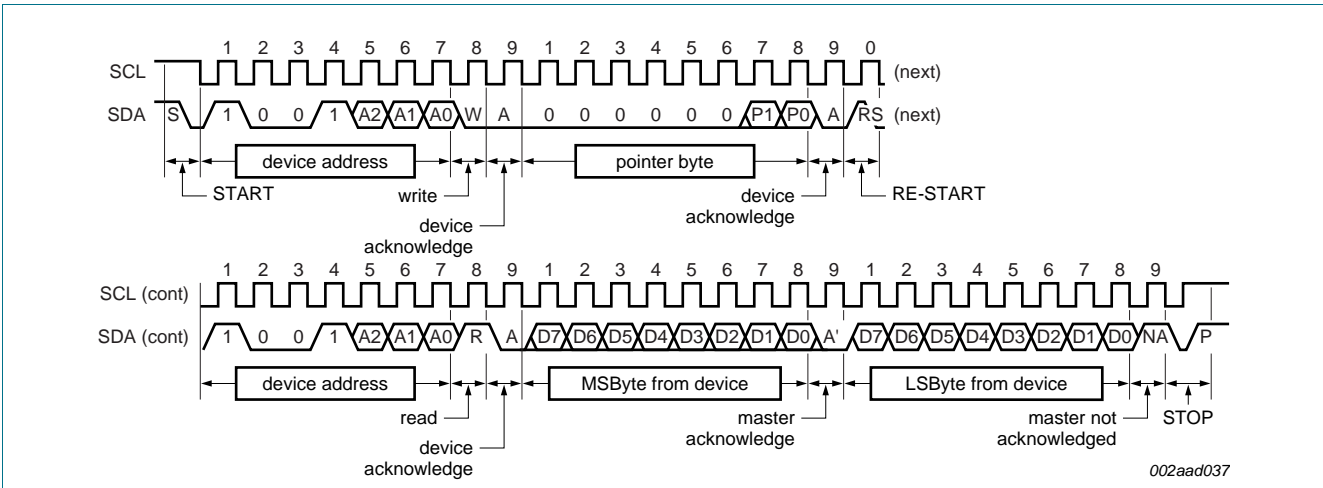 1 2 3 4 5 6 7 8 9 1 2 3 4 5 6 7 8 9 0
SCL (next)
SDA S 1 0 0 1 A2 A1 A0 W A 0 0 0 0 0 0 P1 P0 A RS (next)
device address pointer byte
START write device RE-START
device acknowledge
acknowledge
1 2 3 4 5 6 7 8 9 1 2 3 4 5 6 7 8 9 1 2 3 4 5 6 7 8 9
SCL (cont)
SDA (cont) 1 0 0 1 A2 A1 A0 R A D7 D6 D5 D4 D3 D2 D1 D0 A' D7 D6 D5 D4 D3 D2 D1 D0 NA P
device address MSByte from device LSByte from device
read master master not STOP
device acknowledge acknowledged
acknowledge
002aad037